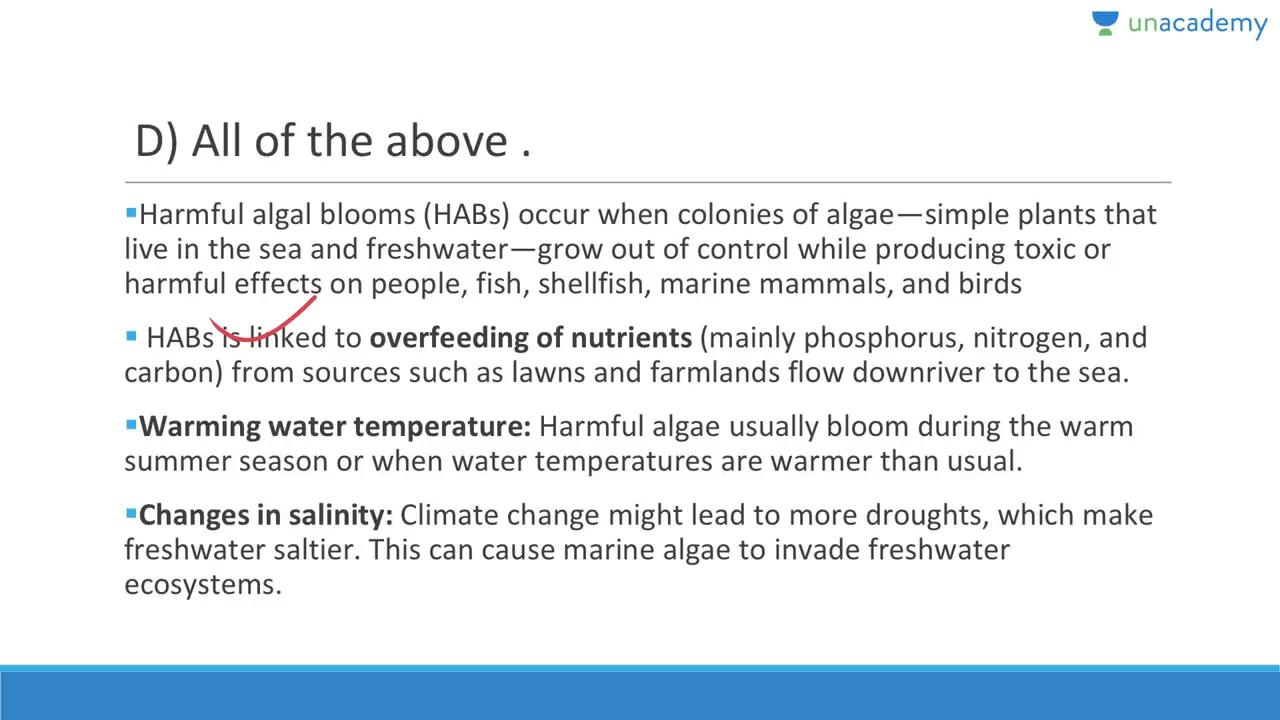 unacademy
D) All of the above .
▪Harmful algal blooms (HABs) occur when colonies of algae—simple plants that
live in the sea and freshwater—grow out of control while producing toxic or
harmful effects on people, fish, shellfish, marine mammals, and birds
▪ HABs is linked to overfeeding of nutrients (mainly phosphorus, nitrogen, and
carbon) from sources such as lawns and farmlands flow downriver to the sea.
▪Warming water temperature: Harmful algae usually bloom during the warm
summer season or when water temperatures are warmer than usual.
▪Changes in salinity: Climate change might lead to more droughts, which make
freshwater saltier. This can cause marine algae to invade freshwater
ecosystems.